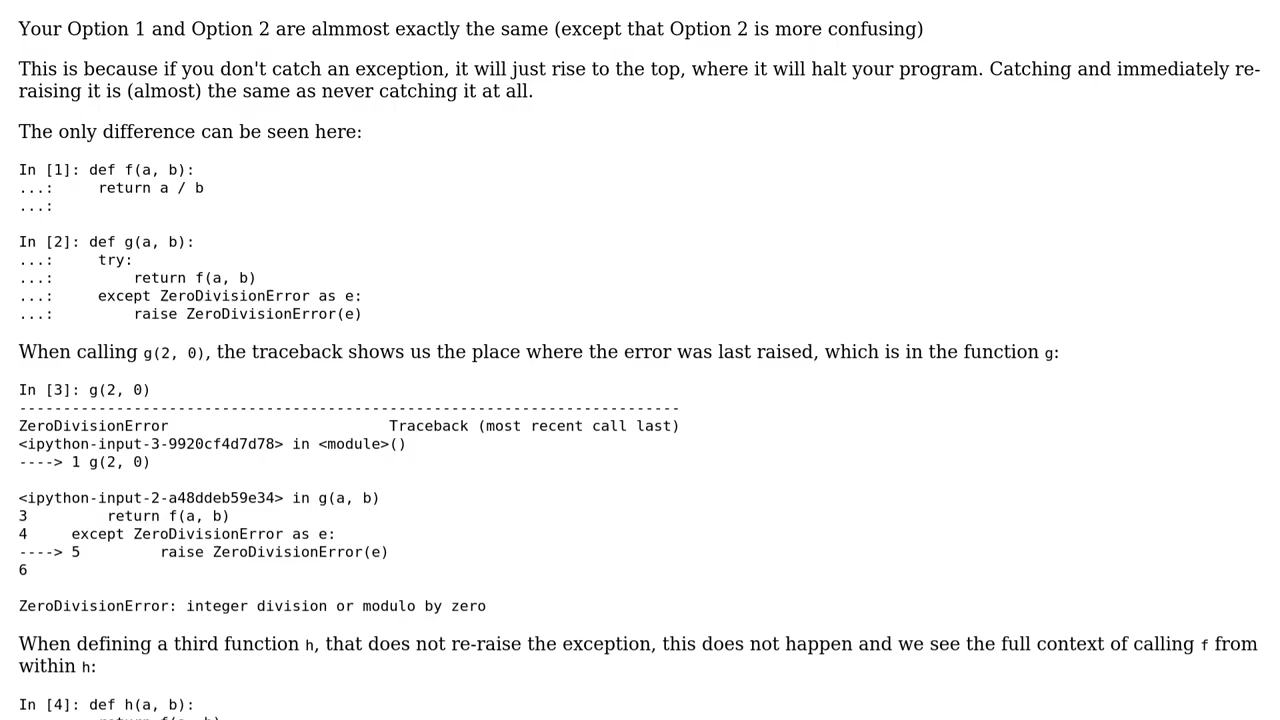 Your Option 1 and Option 2 are almmost exactly the same (except that Option 2 is more confusing)
This is because if you don't catch an exception, it will just rise to the top, where it will halt your program. Catching and immediately re-
raising it is (almost) the same as never catching it at all.
The only difference can be seen here:
In [1]: def f(a, b):
...:     return a / b
...:
In [2]: def g(a, b):
...:     try:
...:         return f(a, b)
...:     except ZeroDivisionError as e:
...:         raise ZeroDivisionError(e)
When calling g(2, 0), the traceback shows us the place where the error was last raised, which is in the function g:
In [3]: g(2, 0)
---------------------------------------------------------------------------
ZeroDivisionError                         Traceback (most recent call last)
<ipython-input-3-9920cf4d7d78> in <module>()
----> 1 g(2, 0)
<ipython-input-2-a48ddeb59e34> in g(a, b)
3         return f(a, b)
4     except ZeroDivisionError as e:
----> 5         raise ZeroDivisionError(e)
6
ZeroDivisionError: integer division or modulo by zero
When defining a third function h, that does not re-raise the exception, this does not happen and we see the full context of calling f from
within h:
In [4]: def h(a, b):